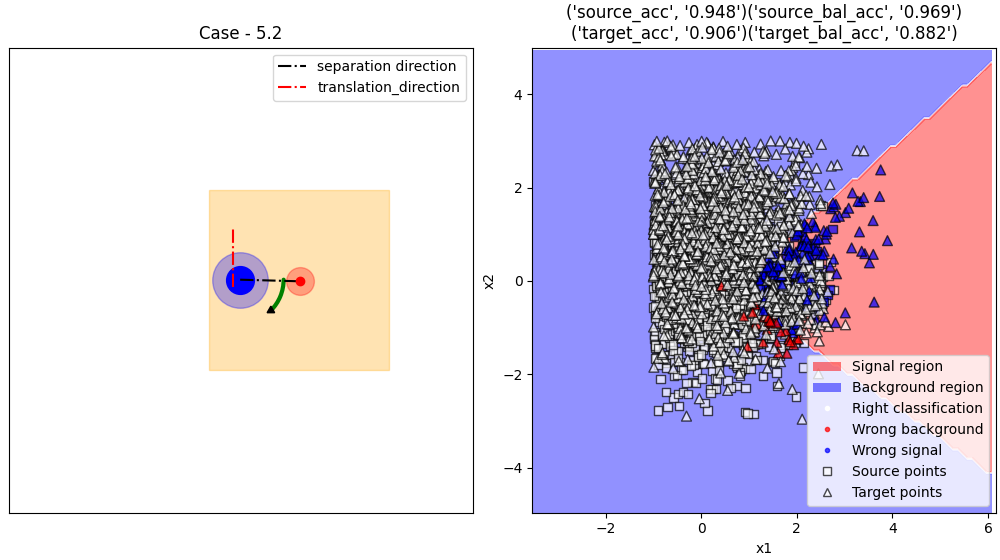 Case - 5.2
separation direction
translation_direction
('source_acc', '0.948')('source_bal_acc', '0.969')
('target_acc', '0.906')('target_bal_acc', '0.882')
x2
4
2
0
−2
−4
Signal region
Background region
Right classification
Wrong background
Wrong signal
Source points
Target points
−2
0
2
4
6
x1